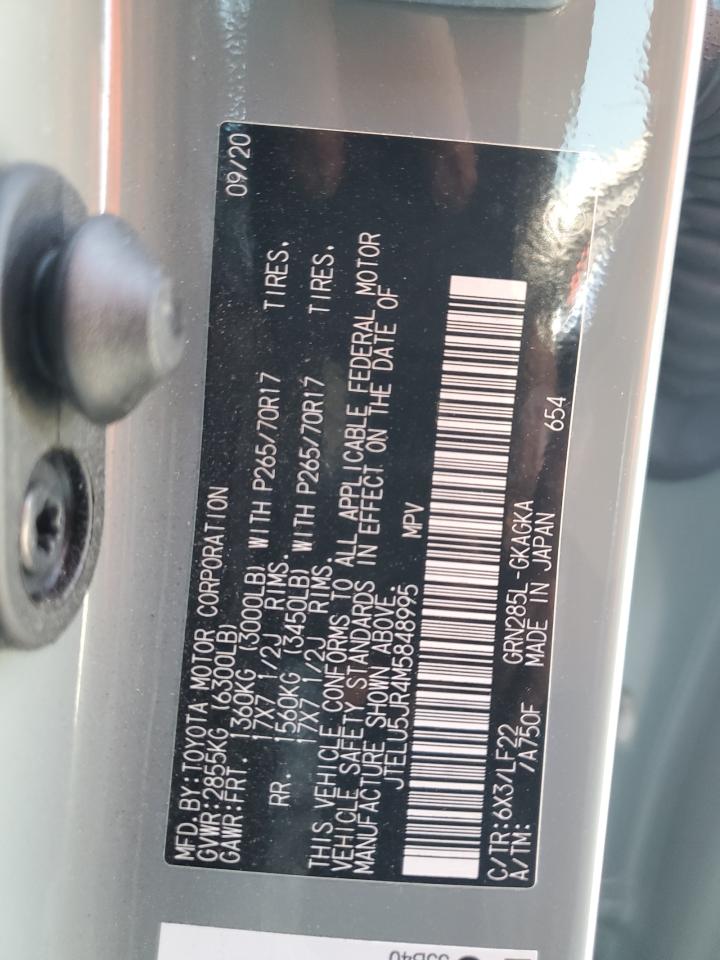 MFD.BY:TOYOTA MOTOR CORPORATION 09/20
GVWR:2855KG (6300LB)
GAWR:FRT. 1360KG (3000LB) WITH P265/70R17 TIRES.
17X7 1/2J RIMS.
RR. 1560KG (3450LB) WITH P265/70R17 TIRES.
17X7 1/2J RIMS.
THIS VEHICLE CONFORMS TO ALL APPLICABLE FEDERAL MOTOR
VEHICLE SAFETY STANDARDS IN EFFECT ON THE DATE OF
MANUFACTURE SHOWN ABOVE.
JTELU5JR4M5848995 MPV
C/TR:6X3/LF22 GRN285L-GKAGKA
A/TM: /A750F MADE IN JAPAN 654